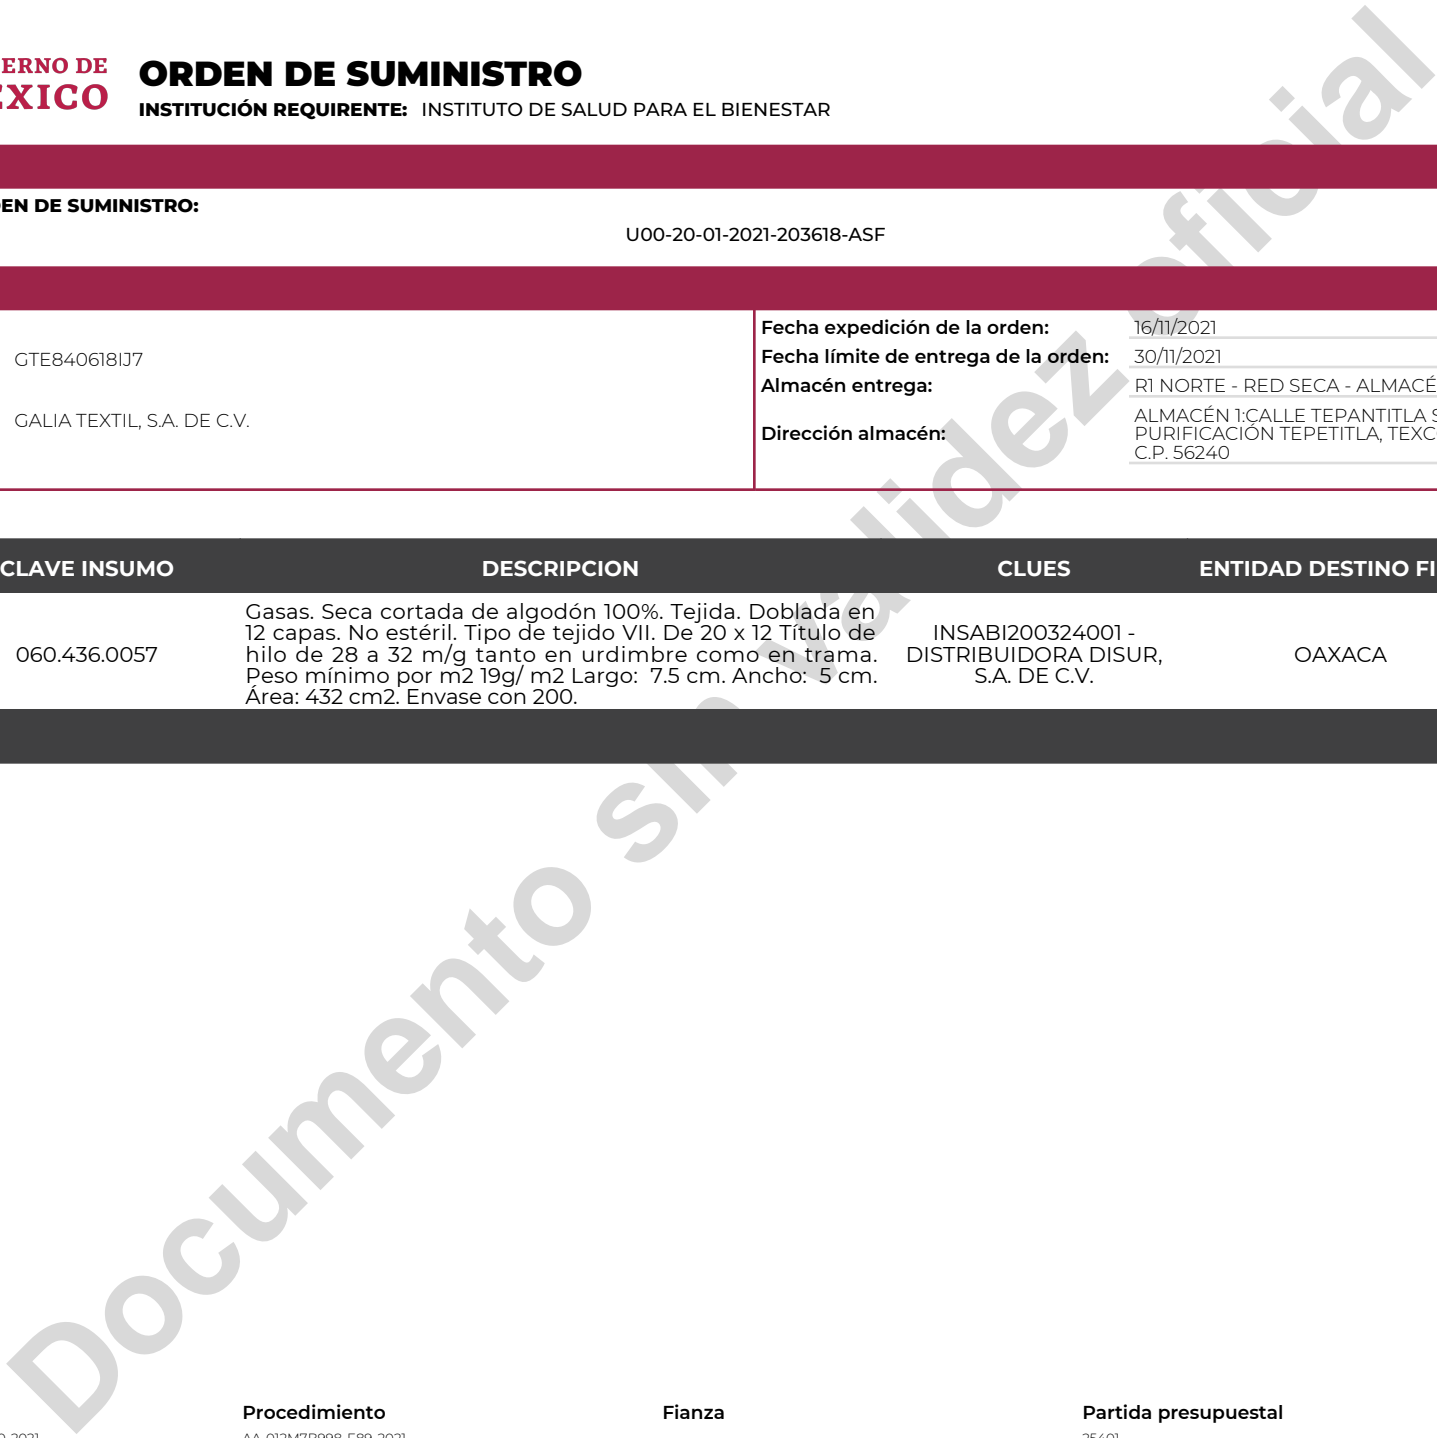 ERNO DE
ÉXICO
ORDEN DE SUMINISTRO
INSTITUCIÓN REQUIRENTE: INSTITUTO DE SALUD PARA EL BIENESTAR
EN DE SUMINISTRO:
U00-20-01-2021-203618-ASF
GTE840618IJ7
GALIA TEXTIL, S.A. DE C.V.
Fecha expedición de la orden: 16/11/2021
Fecha límite de entrega de la orden: 30/11/2021
Almacén entrega: R1 NORTE - RED SECA - ALMACÉ
Dirección almacén: ALMACÉN 1:CALLE TEPANTITLA S
PURIFICACIÓN TEPETITLA, TEXC
C.P. 56240
CLAVE INSUMO DESCRIPCION CLUES ENTIDAD DESTINO FI
060.436.0057
Gasas. Seca cortada de algodón 100%. Tejida. Doblada en
12 capas. No estéril. Tipo de tejido VII. De 20 x 12 Título de
hilo de 28 a 32 m/g tanto en urdimbre como en trama.
Peso mínimo por m2 19g/ m2 Largo: 7.5 cm. Ancho: 5 cm.
Área: 432 cm2. Envase con 200.
INSABI200324001 -
DISTRIBUIDORA DISUR,
S.A. DE C.V.
OAXACA
Documento sin validez oficial
Procedimiento Fianza Partida presupuestal